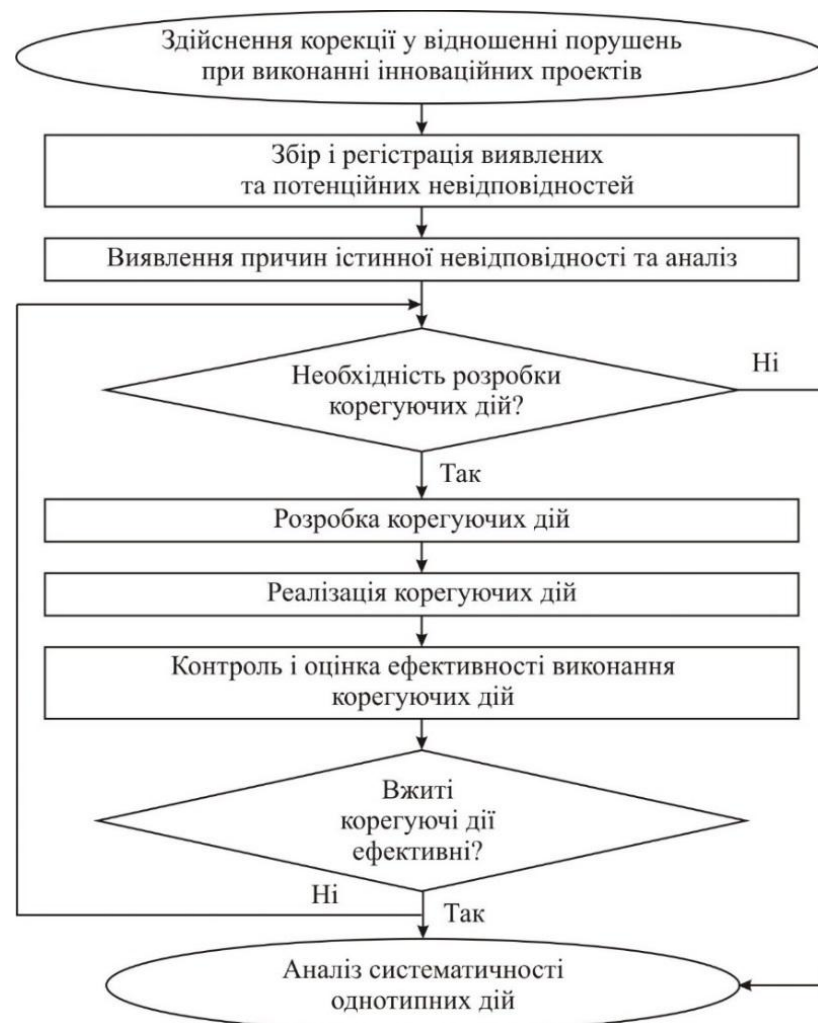 Здійснення корекції у відношенні порушень
при виконанні інноваційних проектів
Збір і регістрація виявлених
та потенційних невідповідностей
Виявлення причин істинної невідповідності та аналіз
Необхідність розробки
корегуючих дій?
Ні
Так
Розробка корегуючих дій
Реалізація корегуючих дій
Контроль і оцінка ефективності виконання
корегуючих дій
Вжиті
корегуючі дії
ефективні?
Ні
Так
Аналіз систематичності
однотипних дій